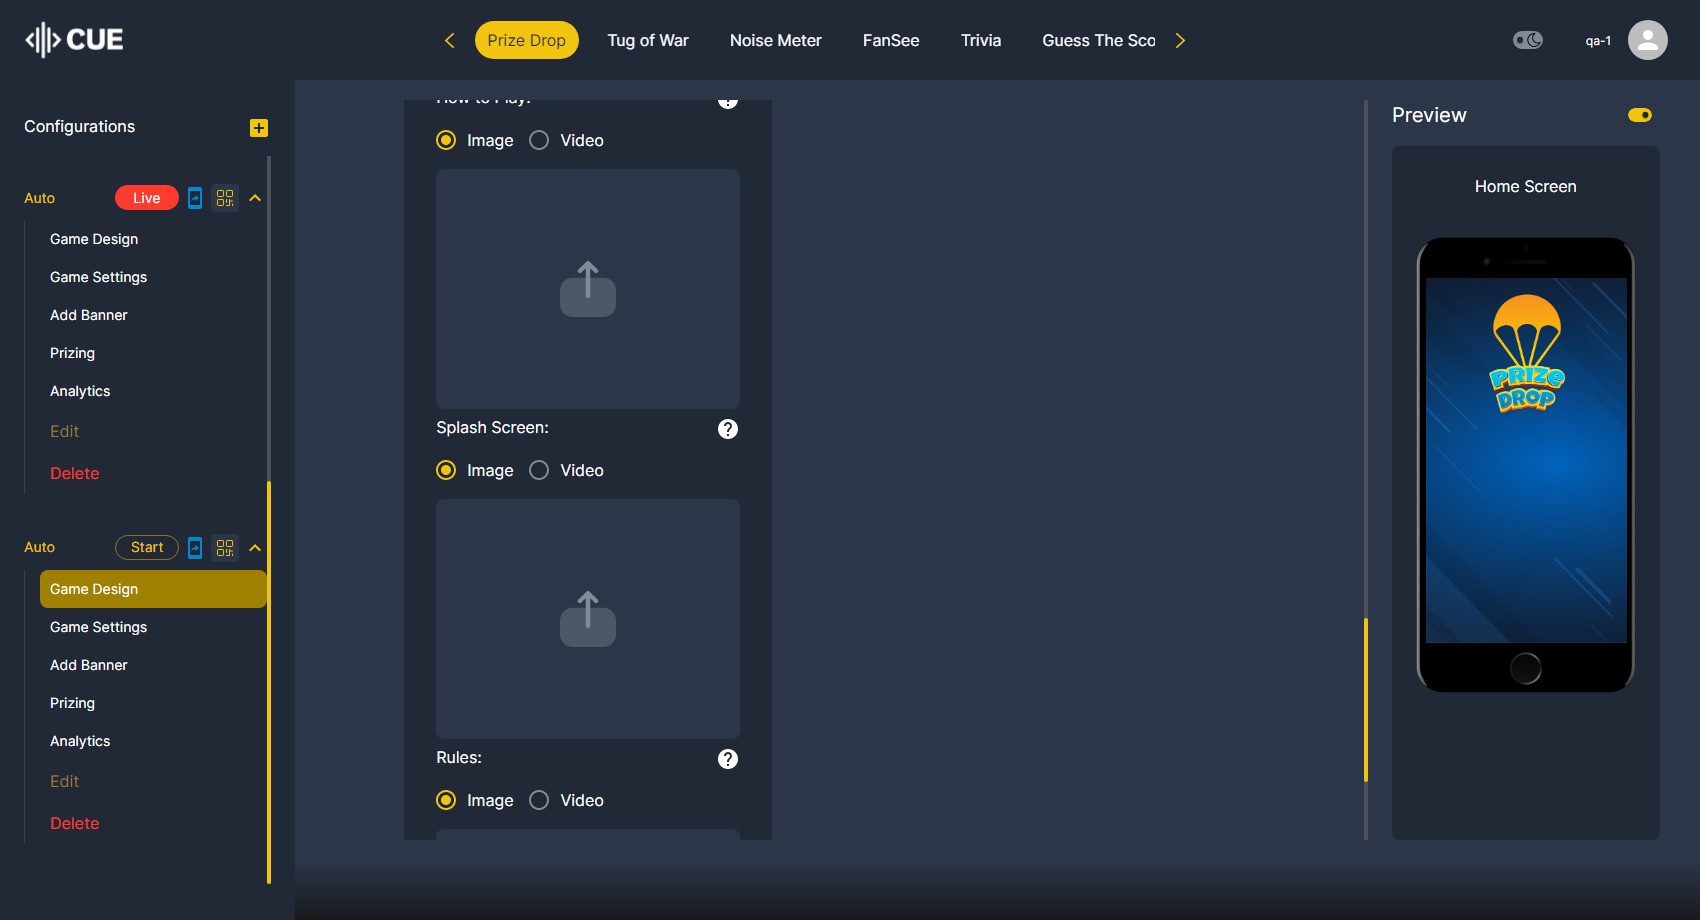 CUE
Prize Drop
Tug of War
Noise Meter
FanSee
Trivia
Guess The Sco
qa-1
Configurations
Auto
Live
Game Design
Game Settings
Add Banner
Prizing
Analytics
Edit
Delete
Auto
Start
Game Design
Game Settings
Add Banner
Prizing
Analytics
Edit
Delete
How to Play:
?
Image
Video
Splash Screen:
?
Image
Video
Rules:
?
Image
Video
Preview
Home Screen
PRIZE
DROP